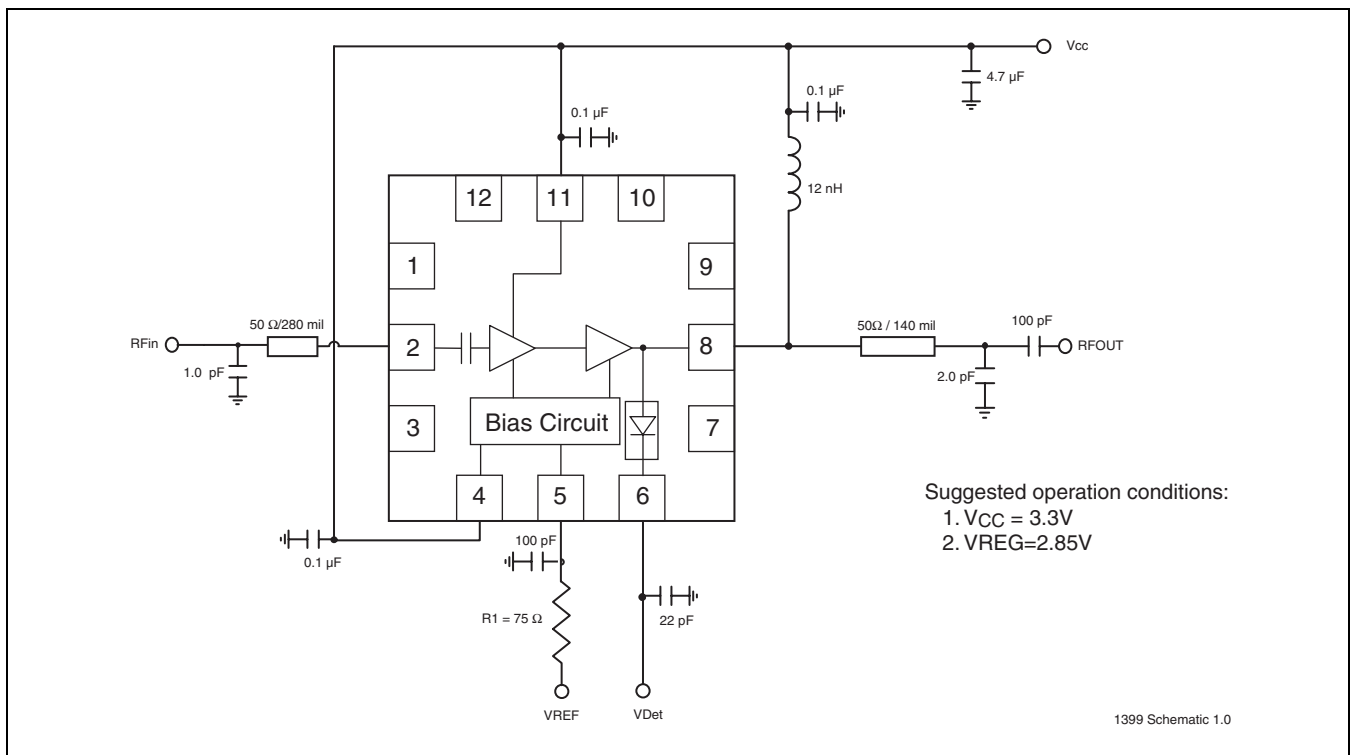 Vcc
4.7 µF
0.1 µF
0.1 µF
12 nH
12
11
10
1
9
50 Ω/280 mil
50Ω / 140 mil
100 pF
RFin
2
8
RFOUT
1.0 pF
2.0 pF
3
Bias Circuit
7
4
5
6
Suggested operation conditions:
1. VCC = 3.3V
2. VREG=2.85V
100 pF
0.1 µF
R1 = 75 Ω
22 pF
VREF
VDet
1399 Schematic 1.0